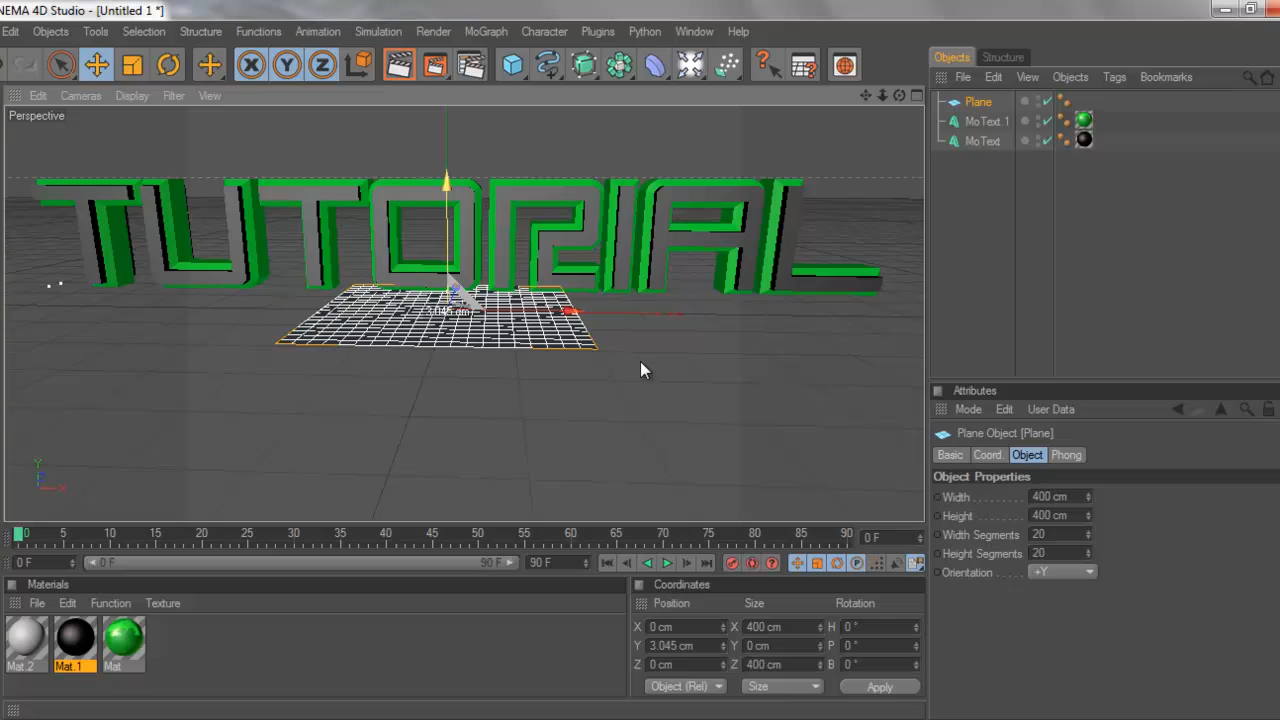 NEMA 4D Studio - [Untitled 1 *]
Edit Objects Tools Selection Structure Functions Animation Simulation Render MoGraph Character Plugins Python Window Help
X Y Z
Edit Cameras Display Filter View
Perspective
TUTORIAL
3.045 cm
Y
X
0 5 10 15 20 25 30 35 40 45 50 55 60 65 70 75 80 85 90 0 F
0 F 0 F 90 F 90 F
Materials
File Edit Function Texture
Mat.2 Mat.1 Mat
Coordinates
Position Size Rotation
X 0 cm X 400 cm H 0 °
Y 3.045 cm Y 0 cm P 0 °
Z 0 cm Z 400 cm B 0 °
Object (Rel) Size Apply
Objects Structure
File Edit View Objects Tags Bookmarks
Plane
MoText.1
MoText
Attributes
Mode Edit User Data
Plane Object [Plane]
Basic Coord. Object Phong
Object Properties
Width 400 cm
Height 400 cm
Width Segments 20
Height Segments 20
Orientation +Y